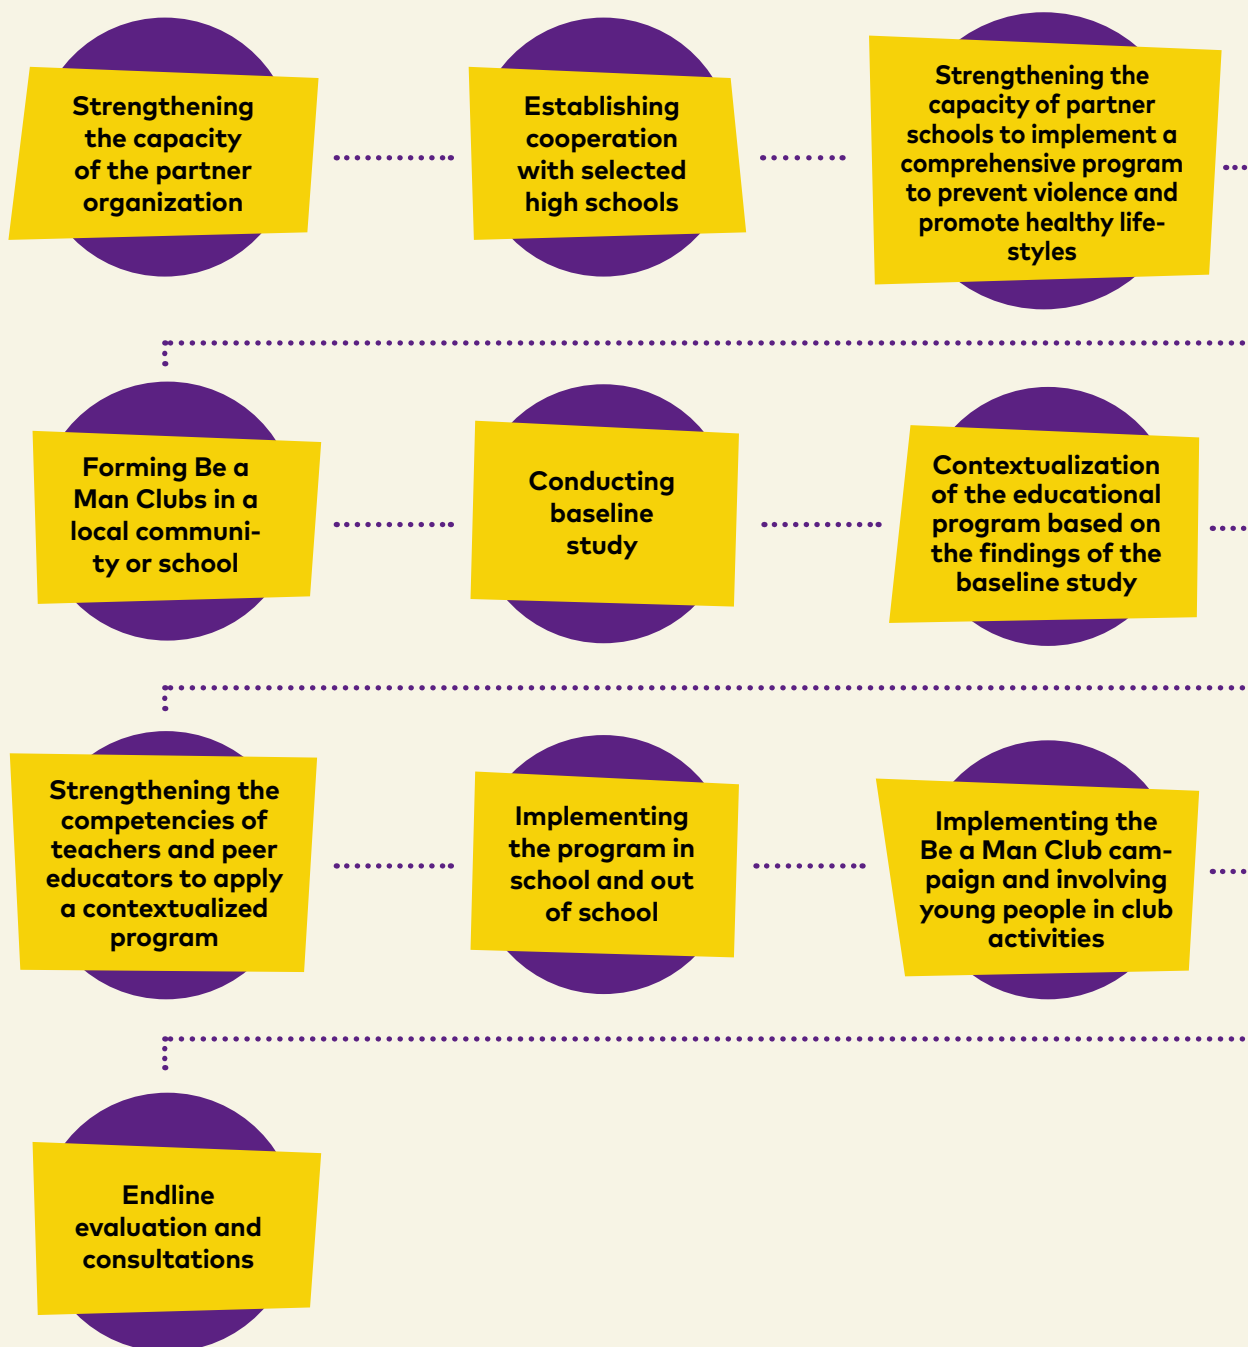 Strengthening
the capacity
of the partner
organization
Establishing
cooperation
with selected
high schools
Strengthening the
capacity of partner
schools to implement a
comprehensive program
to prevent violence and
promote healthy life-
styles
Forming Be a
Man Clubs in a
local communi-
ty or school
Conducting
baseline
study
Contextualization
of the educational
program based on
the findings of the
baseline study
Strengthening the
competencies of
teachers and peer
educators to apply
a contextualized
program
Implementing
the program in
school and out
of school
Implementing the
Be a Man Club cam-
paign and involving
young people in club
activities
Endline
evaluation and
consultations